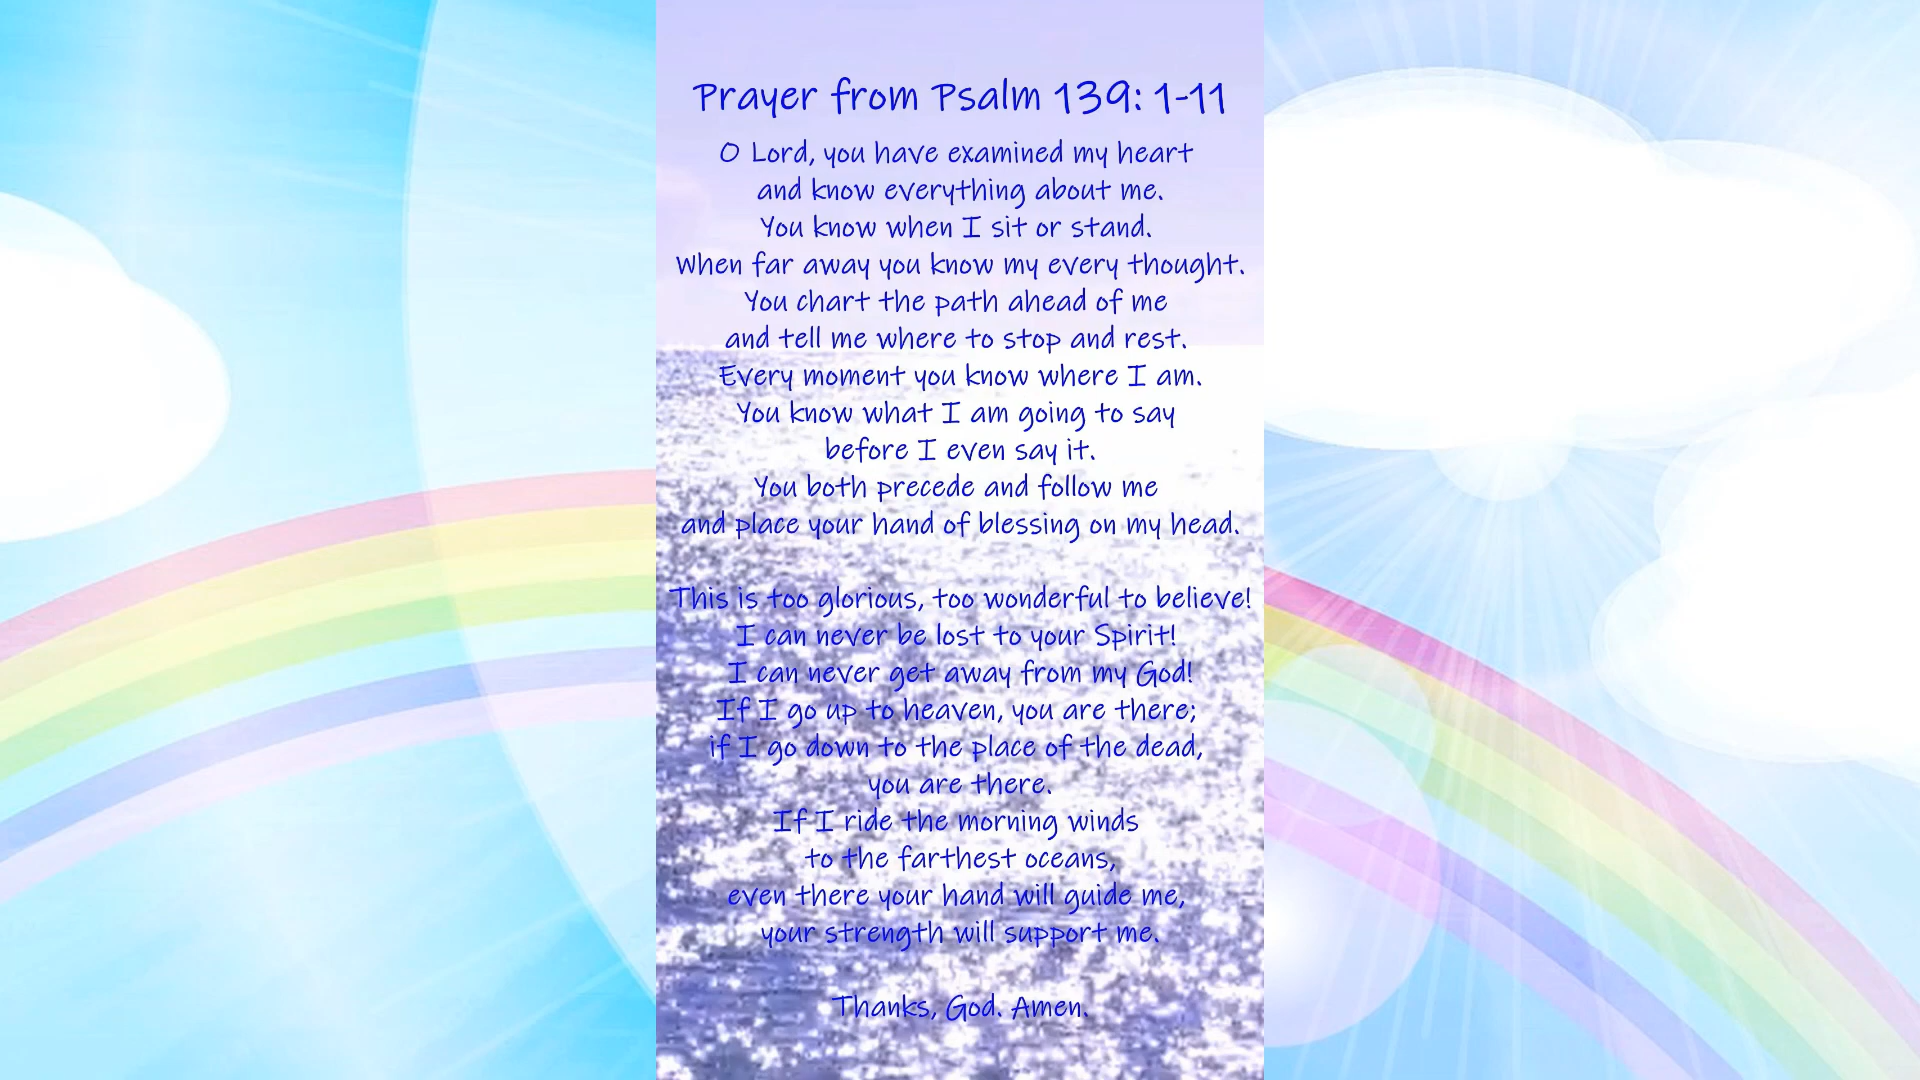 Prayer from Psalm 139: 1-11
O Lord, you have examined my heart
and know everything about me.
You know when I sit or stand.
When far away you know my every thought.
You chart the path ahead of me
and tell me where to stop and rest.
Every moment you know where I am.
You know what I am going to say
before I even say it.
You both precede and follow me
and place your hand of blessing on my head.
This is too glorious, too wonderful to believe!
I can never be lost to your Spirit!
I can never get away from my God!
If I go up to heaven, you are there;
if I go down to the place of the dead,
you are there.
If I ride the morning winds
to the farthest oceans,
even there your hand will guide me,
your strength will support me.
Thanks, God. Amen.